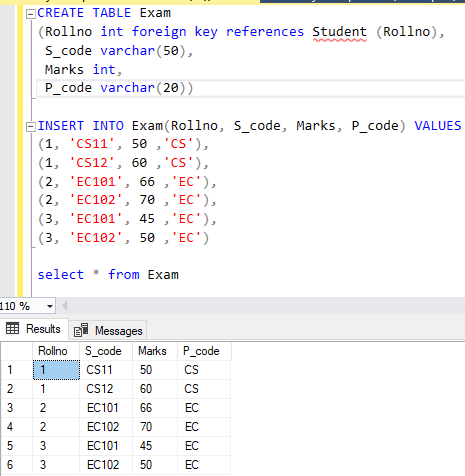 CREATE TABLE Exam
(Rollno int foreign key references Student (Rollno),
S_code varchar(50),
Marks int,
P_code varchar(20))
INSERT INTO Exam(Rollno, S_code, Marks, P_code) VALUES
(1, 'CS11', 50 ,'CS'),
(1, 'CS12', 60 ,'CS'),
(2, 'EC101', 66 ,'EC'),
(2, 'EC102', 70 ,'EC'),
(3, 'EC101', 45 ,'EC'),
(3, 'EC102', 50 ,'EC')
select * from Exam
110 %
Results Messages
Rollno S_code Marks P_code
1 1 CS11 50 CS
2 1 CS12 60 CS
3 2 EC101 66 EC
4 2 EC102 70 EC
5 3 EC101 45 EC
6 3 EC102 50 EC